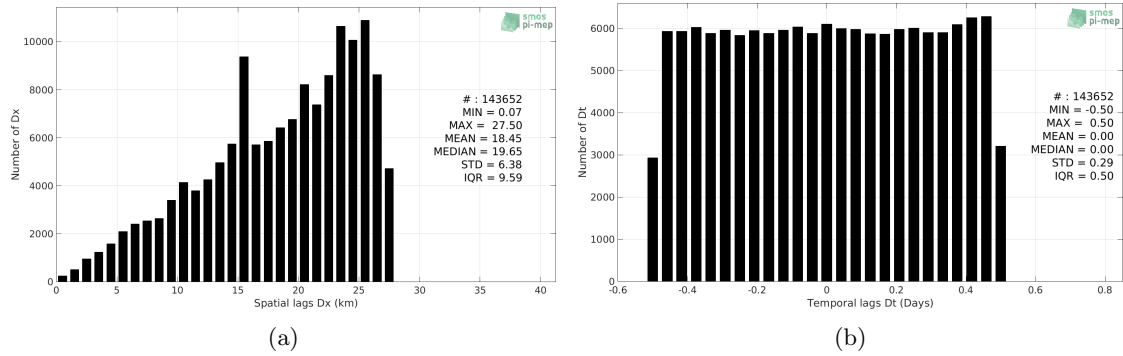 smos
pi-mep
10000
8000
6000
4000
2000
0
Number of Dx
# : 143652
MIN = 0.07
MAX = 27.50
MEAN = 18.45
MEDIAN = 19.65
STD = 6.38
IQR = 9.59
0 5 10 15 20 25 30 35 40
Spatial lags Dx (km)
(a)
smos
pi-mep
6000
5000
4000
3000
2000
1000
0
Number of Dt
# : 143652
MIN = -0.50
MAX = 0.50
MEAN = 0.00
MEDIAN = 0.00
STD = 0.29
IQR = 0.50
-0.6 -0.4 -0.2 0 0.2 0.4 0.6 0.8
Temporal lags Dt (Days)
(b)